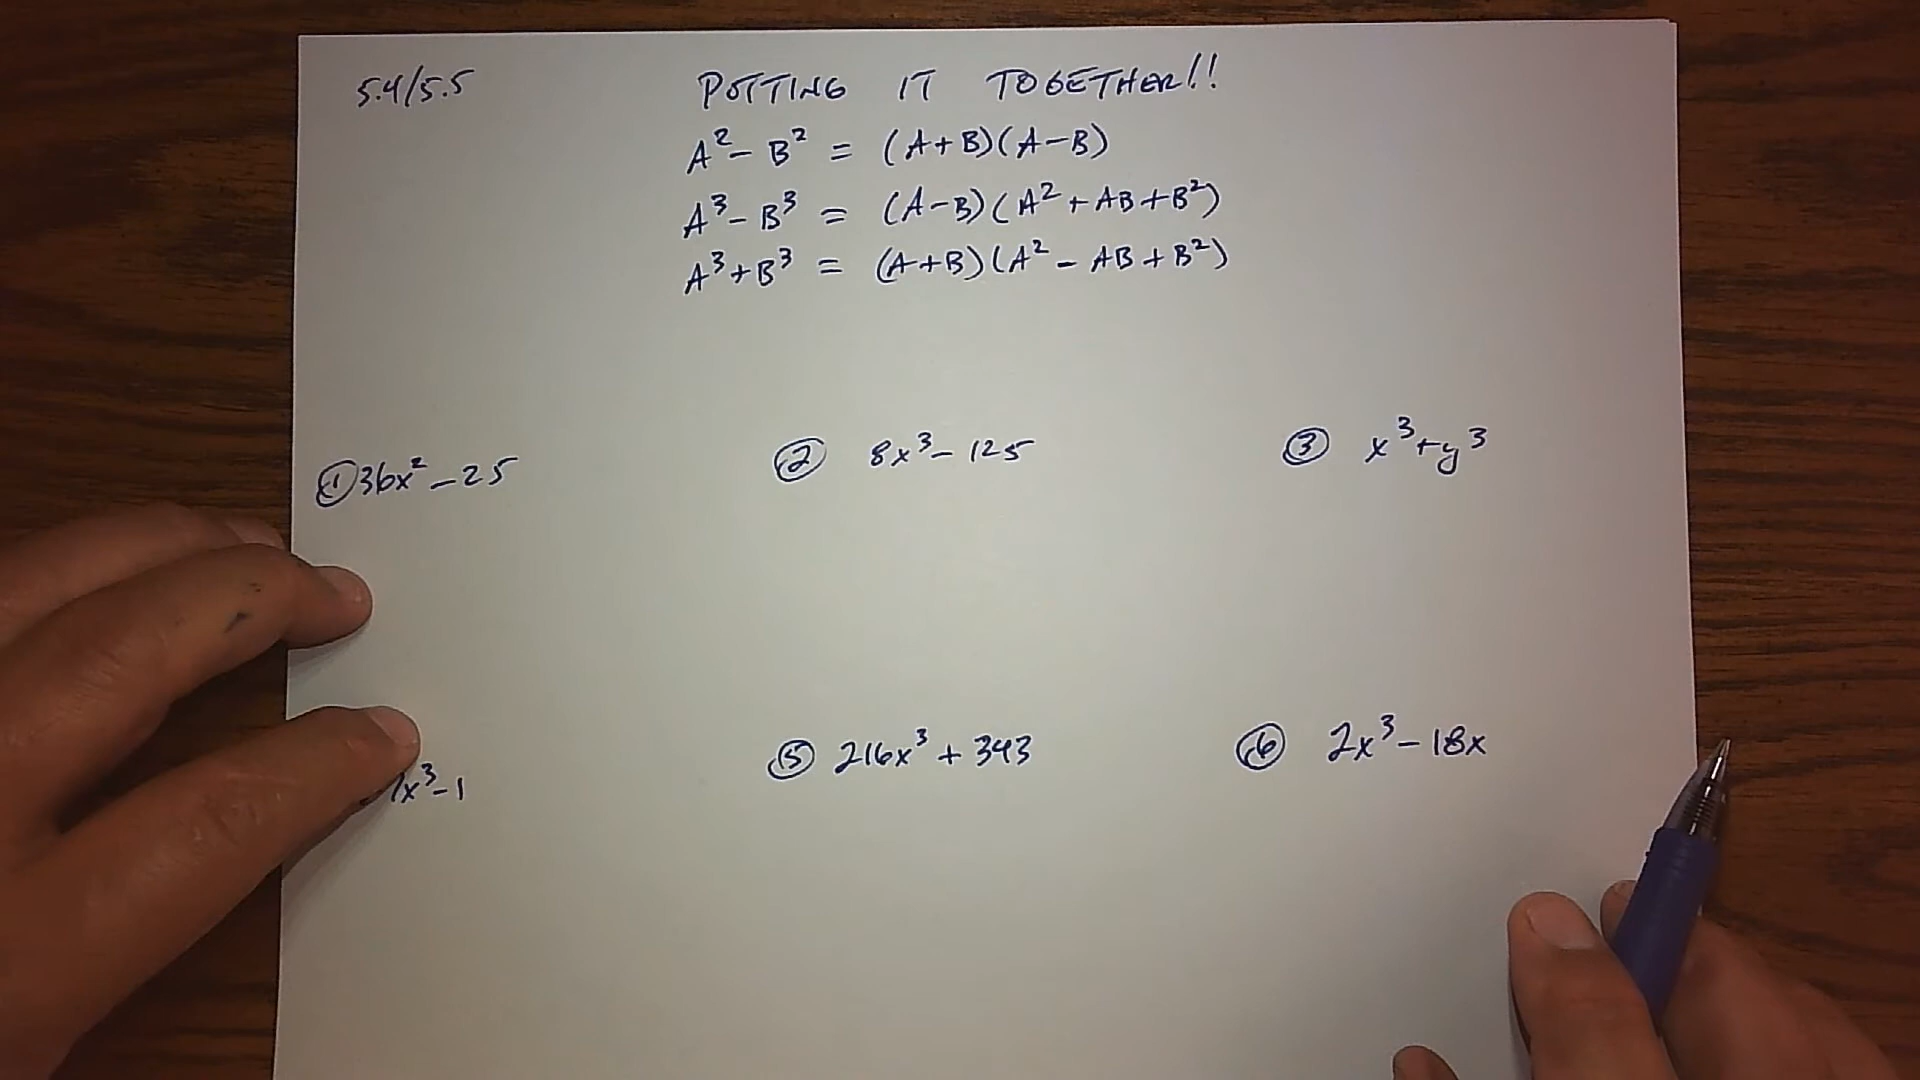 5.4/5.5 PUTTING IT TOGETHER!!
A² - B² = (A+B)(A-B)
A³ - B³ = (A-B)(A² + AB + B²)
A³ + B³ = (A+B)(A² - AB + B²)
① 36x² - 25 ② 8x³ - 125 ③ x³ + y³
x³ - 1 ⑤ 216x³ + 343 ⑥ 2x³ - 18x